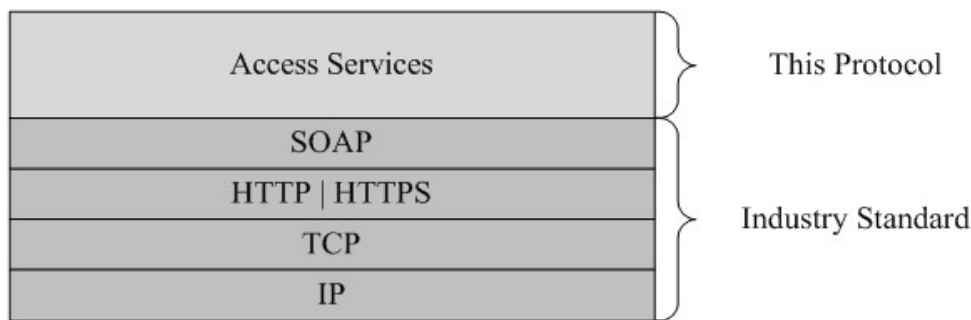 Access Services
This Protocol
SOAP
HTTP | HTTPS
TCP
IP
Industry Standard